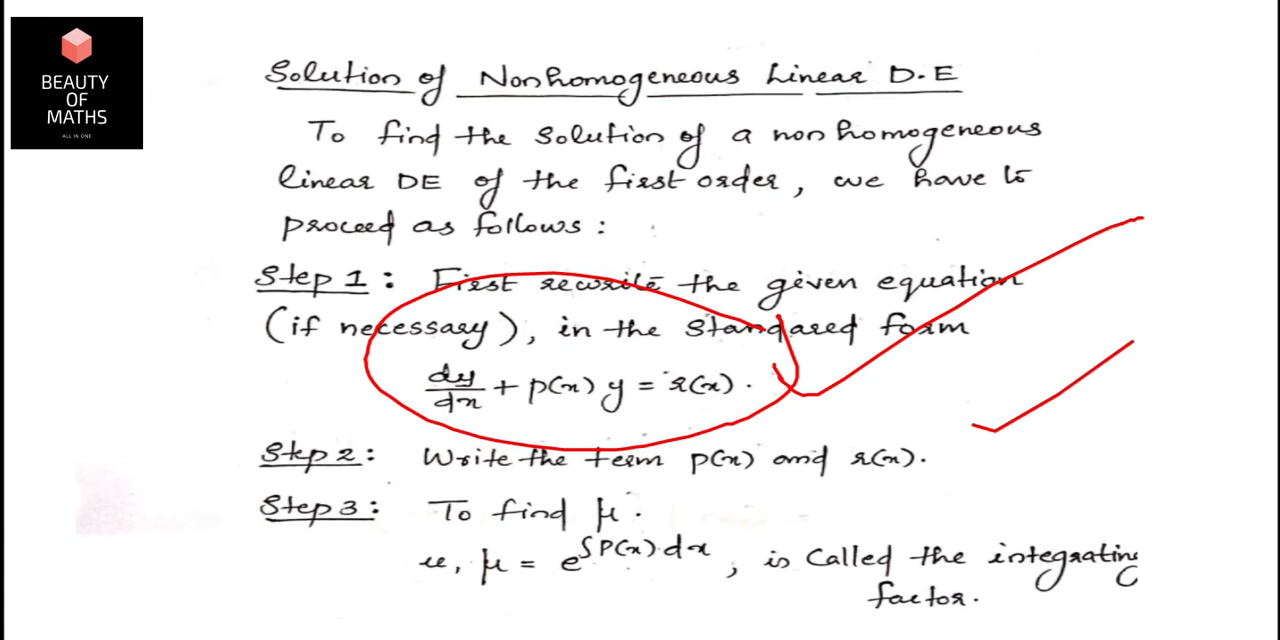 BEAUTY
OF
MATHS
ALL IN ONE
Solution of Nonhomogeneous Linear D.E
To find the solution of a nonhomogeneous
linear DE of the first order, we have to
proceed as follows:
Step 1: First rewrite the given equation
(if necessary), in the standared form
dy/dx + p(x) y = r(x).
Step 2: Write the term p(x) and r(x).
Step 3: To find μ.
ie, μ = e^∫P(x)dx, is called the integrating
factor.